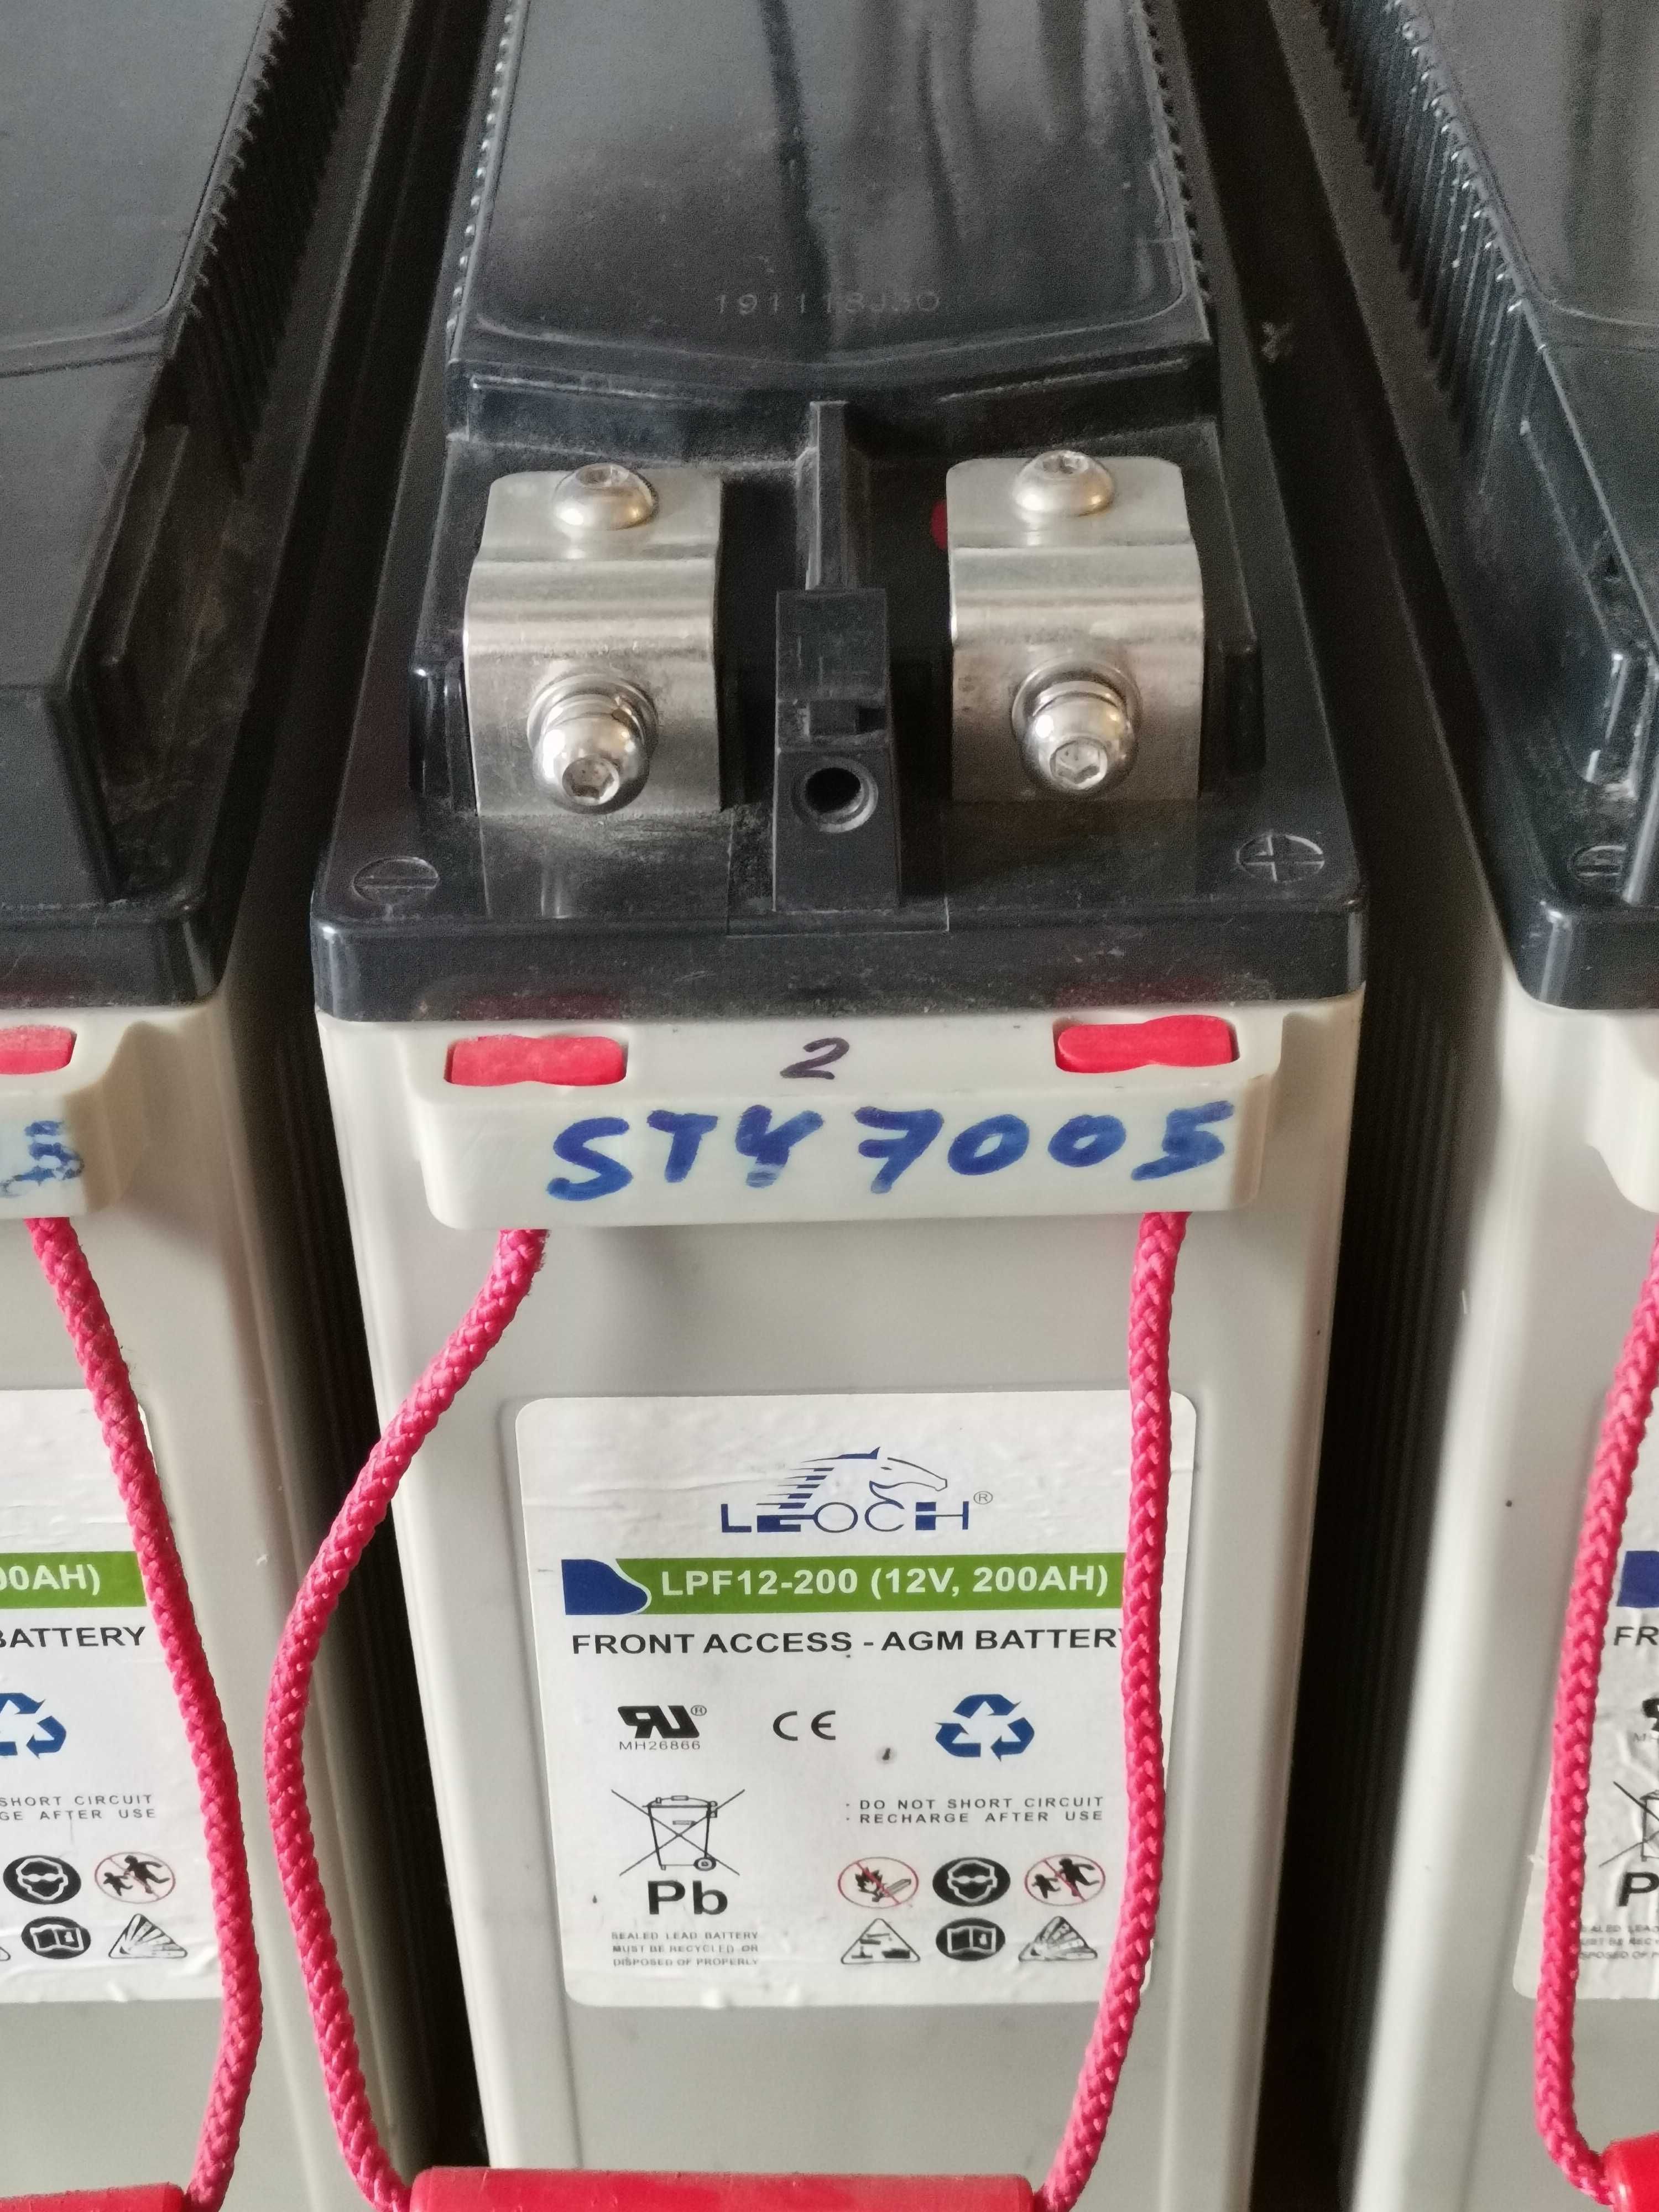 191118J30
2
STY7005
5
LEOCH®
LPF12-200 (12V, 200AH)
00AH)
FRONT ACCESS - AGM BATTERY
BATTERY
FR
MH26866
CE
SHORT CIRCUIT
GE AFTER USE
· DO NOT SHORT CIRCUIT
· RECHARGE AFTER USE
Pb
P
SEALED LEAD BATTERY
MUST BE RECYCLED OR
DISPOSED OF PROPERLY